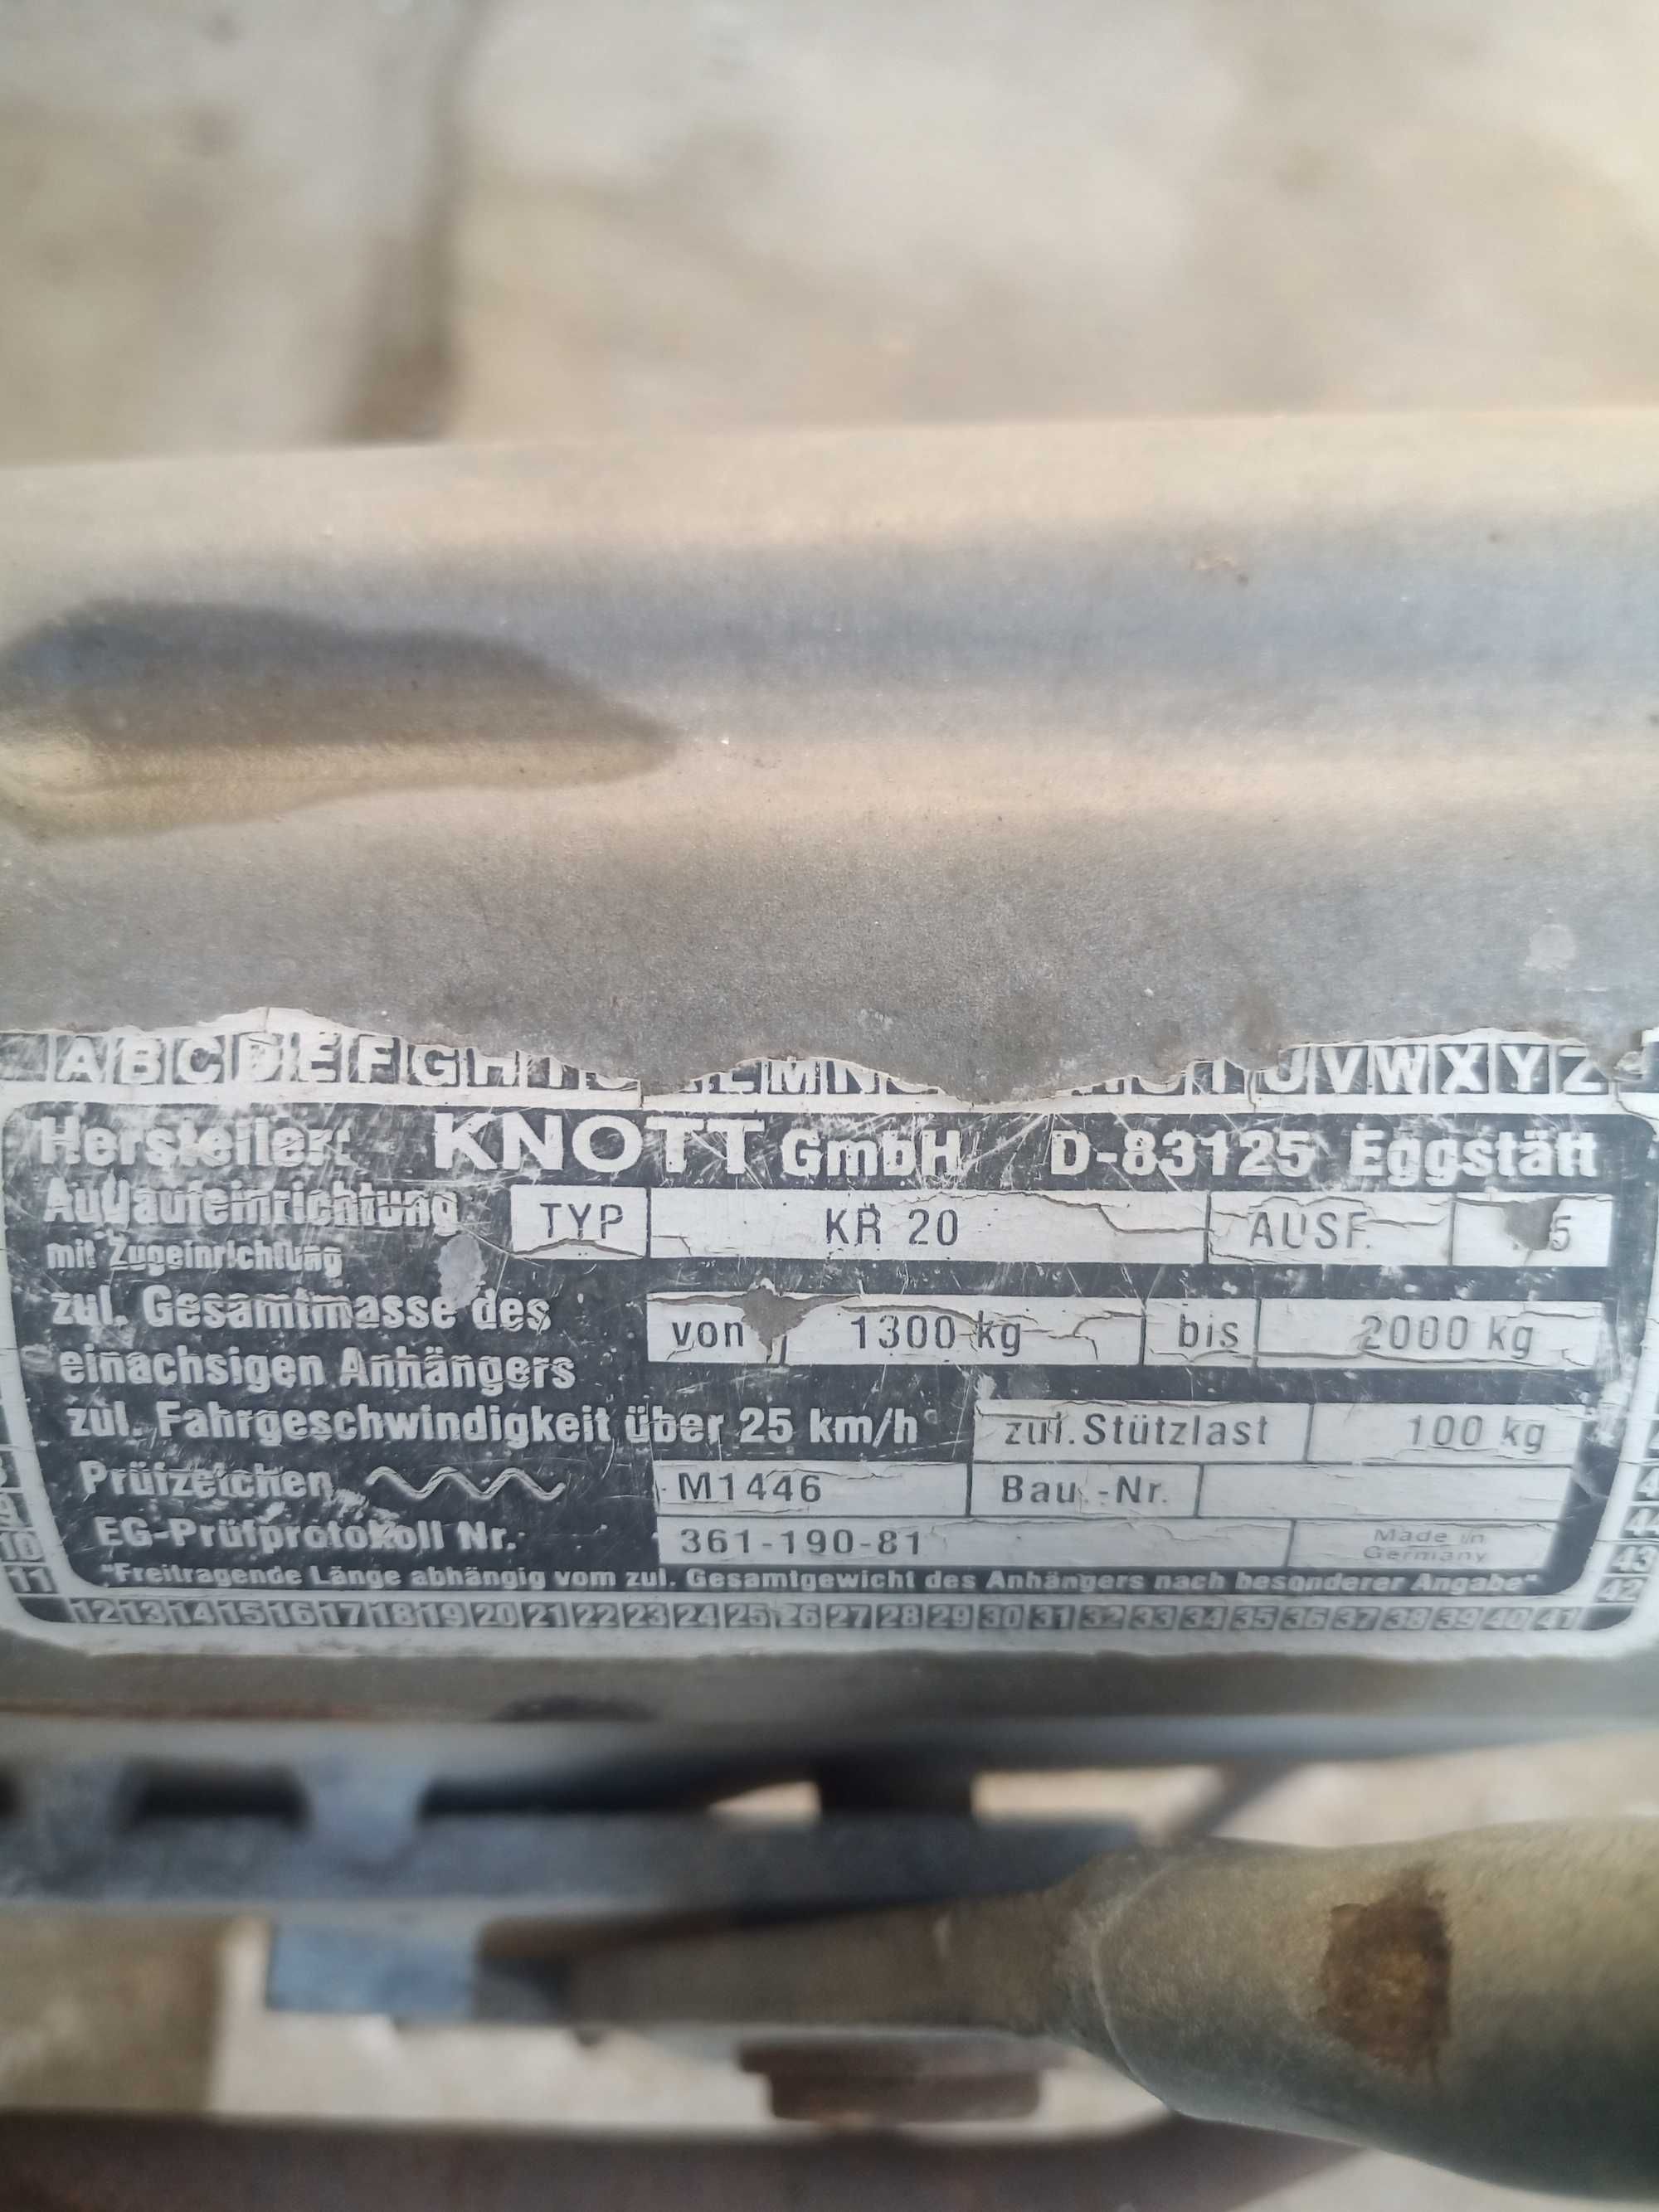 A B C D E F G H I M N U V W X Y Z
Hersteller: KNOTT GmbH D-83125 Eggstätt
Auflaufeinrichtung TYP KR 20 AUSF.
mit Zugeinrichtung
zul. Gesamtmasse des von 1300 kg bis 2000 kg
einachsigen Anhängers
zul. Fahrgeschwindigkeit über 25 km/h zul. Stützlast 100 kg
Prüfzeichen M1446 Bau.-Nr.
EG-Prüfprotokoll Nr.: 361-190-81 Made in Germany
*Freitragende Länge abhängig vom zul. Gesamtgewicht des Anhängers nach besonderer Angabe*
10 43
11 42
12 13 14 15 16 17 18 19 20 21 22 23 24 25 26 27 28 29 30 31 32 33 34 35 36 37 38 39 40 41